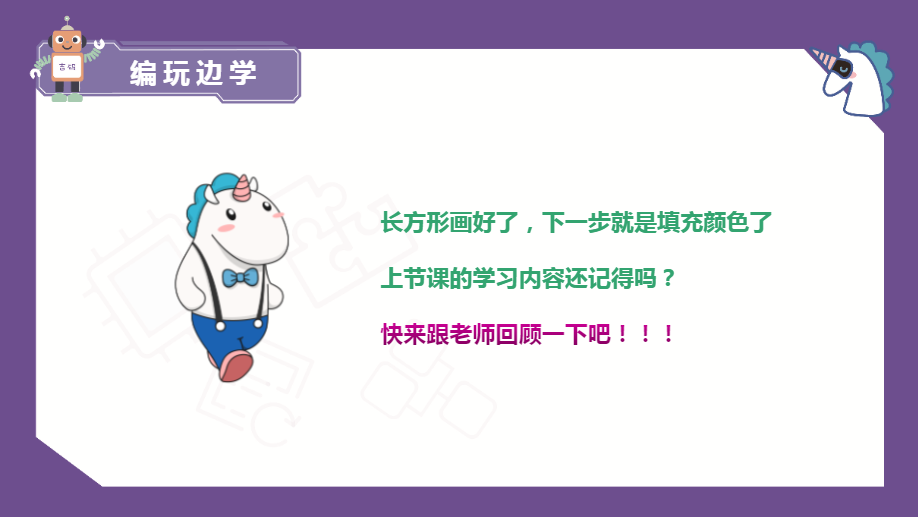 编玩边学
长方形画好了，下一步就是填充颜色了
上节课的学习内容还记得吗？
快来跟老师回顾一下吧！！！